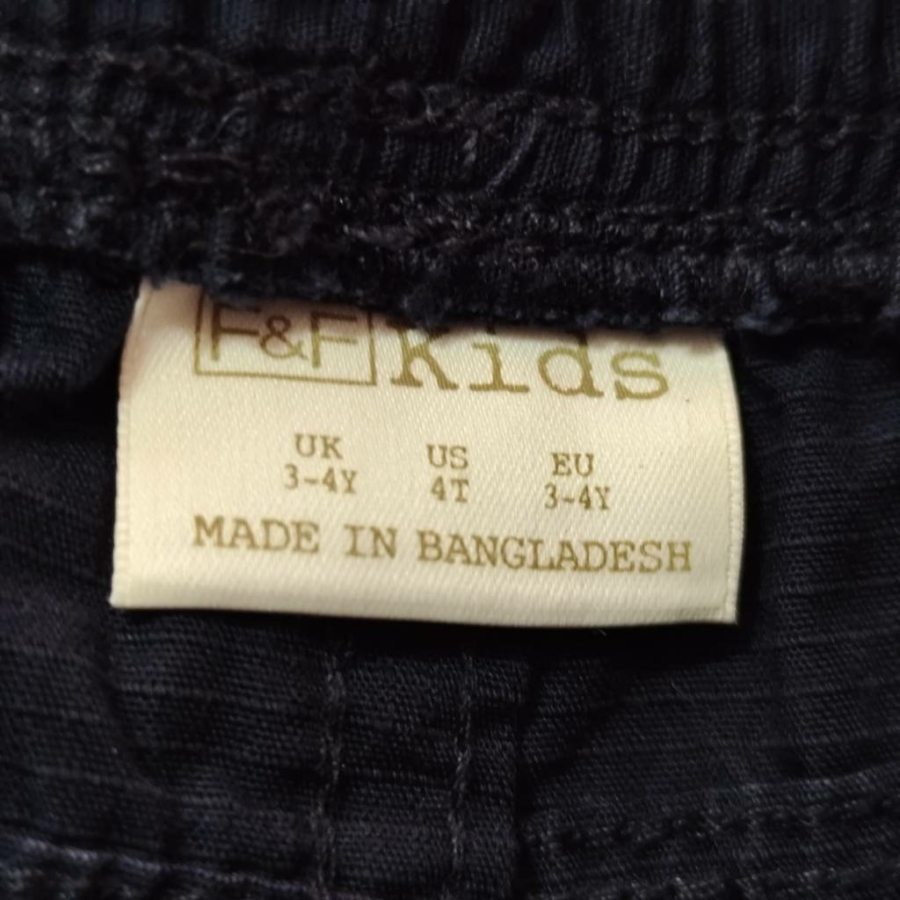 F&F Kids
UK US EU
3-4Y 4T 3-4Y
MADE IN BANGLADESH